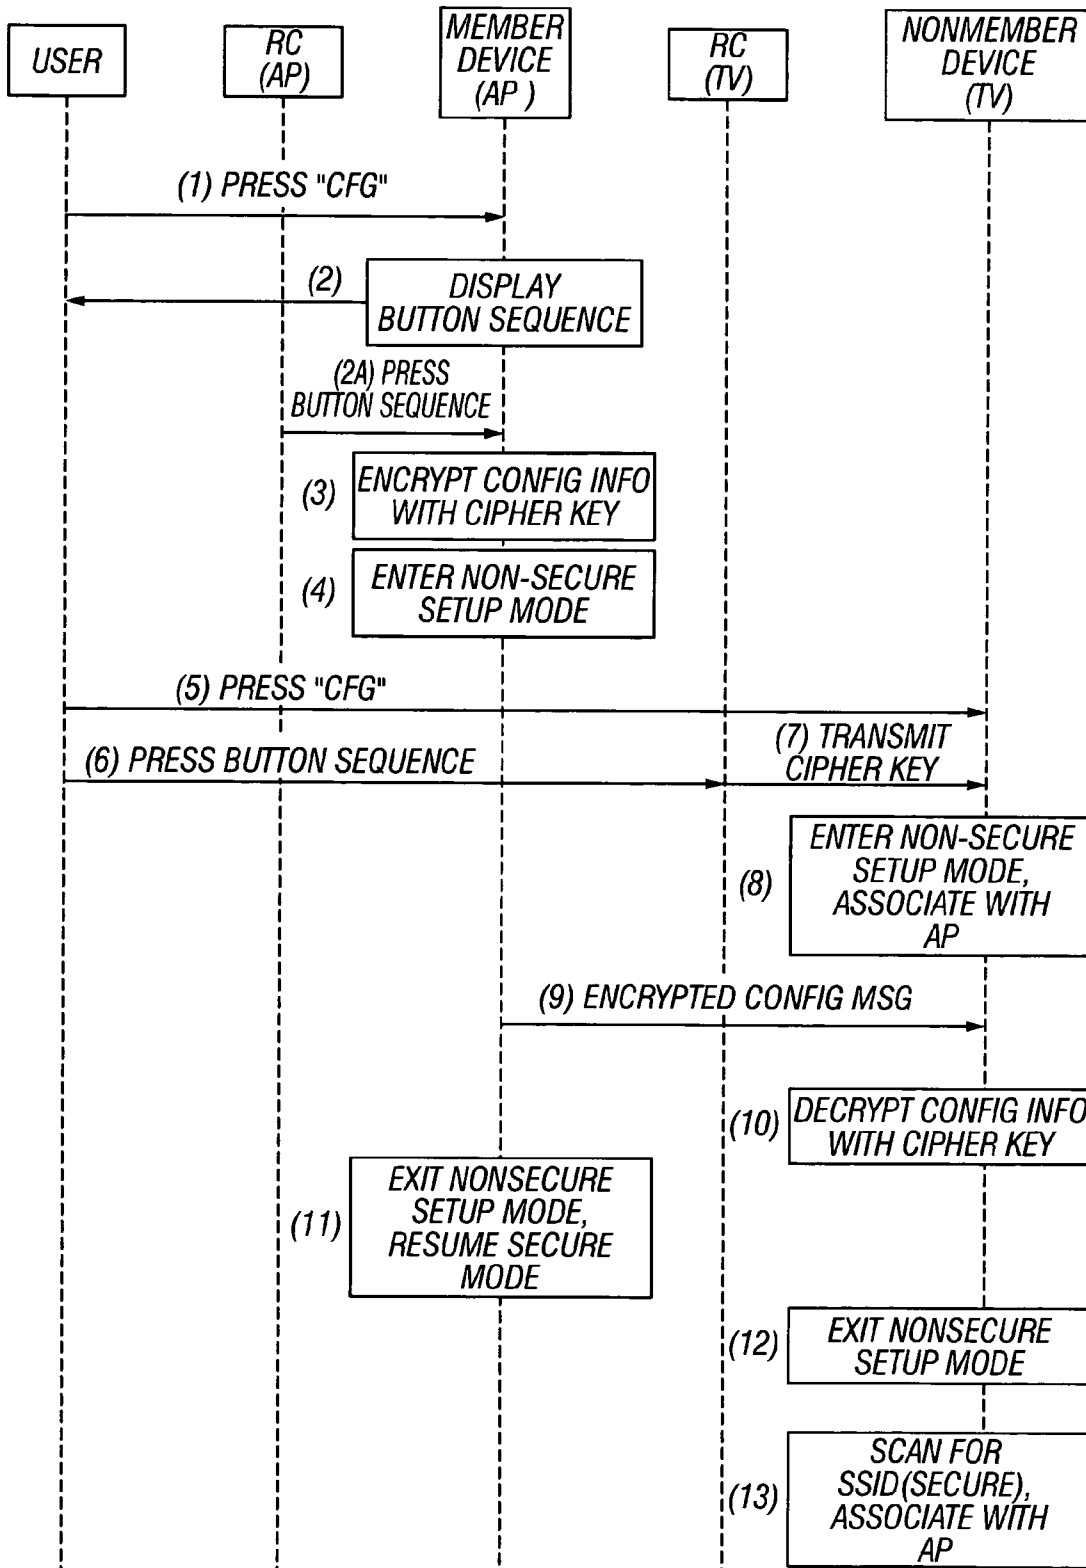 USER
RC
(AP)
MEMBER
DEVICE
(AP )
RC
(TV)
NONMEMBER
DEVICE
(TV)
(1) PRESS "CFG"
(2)
DISPLAY
BUTTON SEQUENCE
(2A) PRESS
BUTTON SEQUENCE
(3)
ENCRYPT CONFIG INFO
WITH CIPHER KEY
(4)
ENTER NON-SECURE
SETUP MODE
(5) PRESS "CFG"
(6) PRESS BUTTON SEQUENCE
(7) TRANSMIT
CIPHER KEY
(8)
ENTER NON-SECURE
SETUP MODE,
ASSOCIATE WITH
AP
(9) ENCRYPTED CONFIG MSG
(10)
DECRYPT CONFIG INFO
WITH CIPHER KEY
(11)
EXIT NONSECURE
SETUP MODE,
RESUME SECURE
MODE
(12)
EXIT NONSECURE
SETUP MODE
(13)
SCAN FOR
SSID(SECURE),
ASSOCIATE WITH
AP